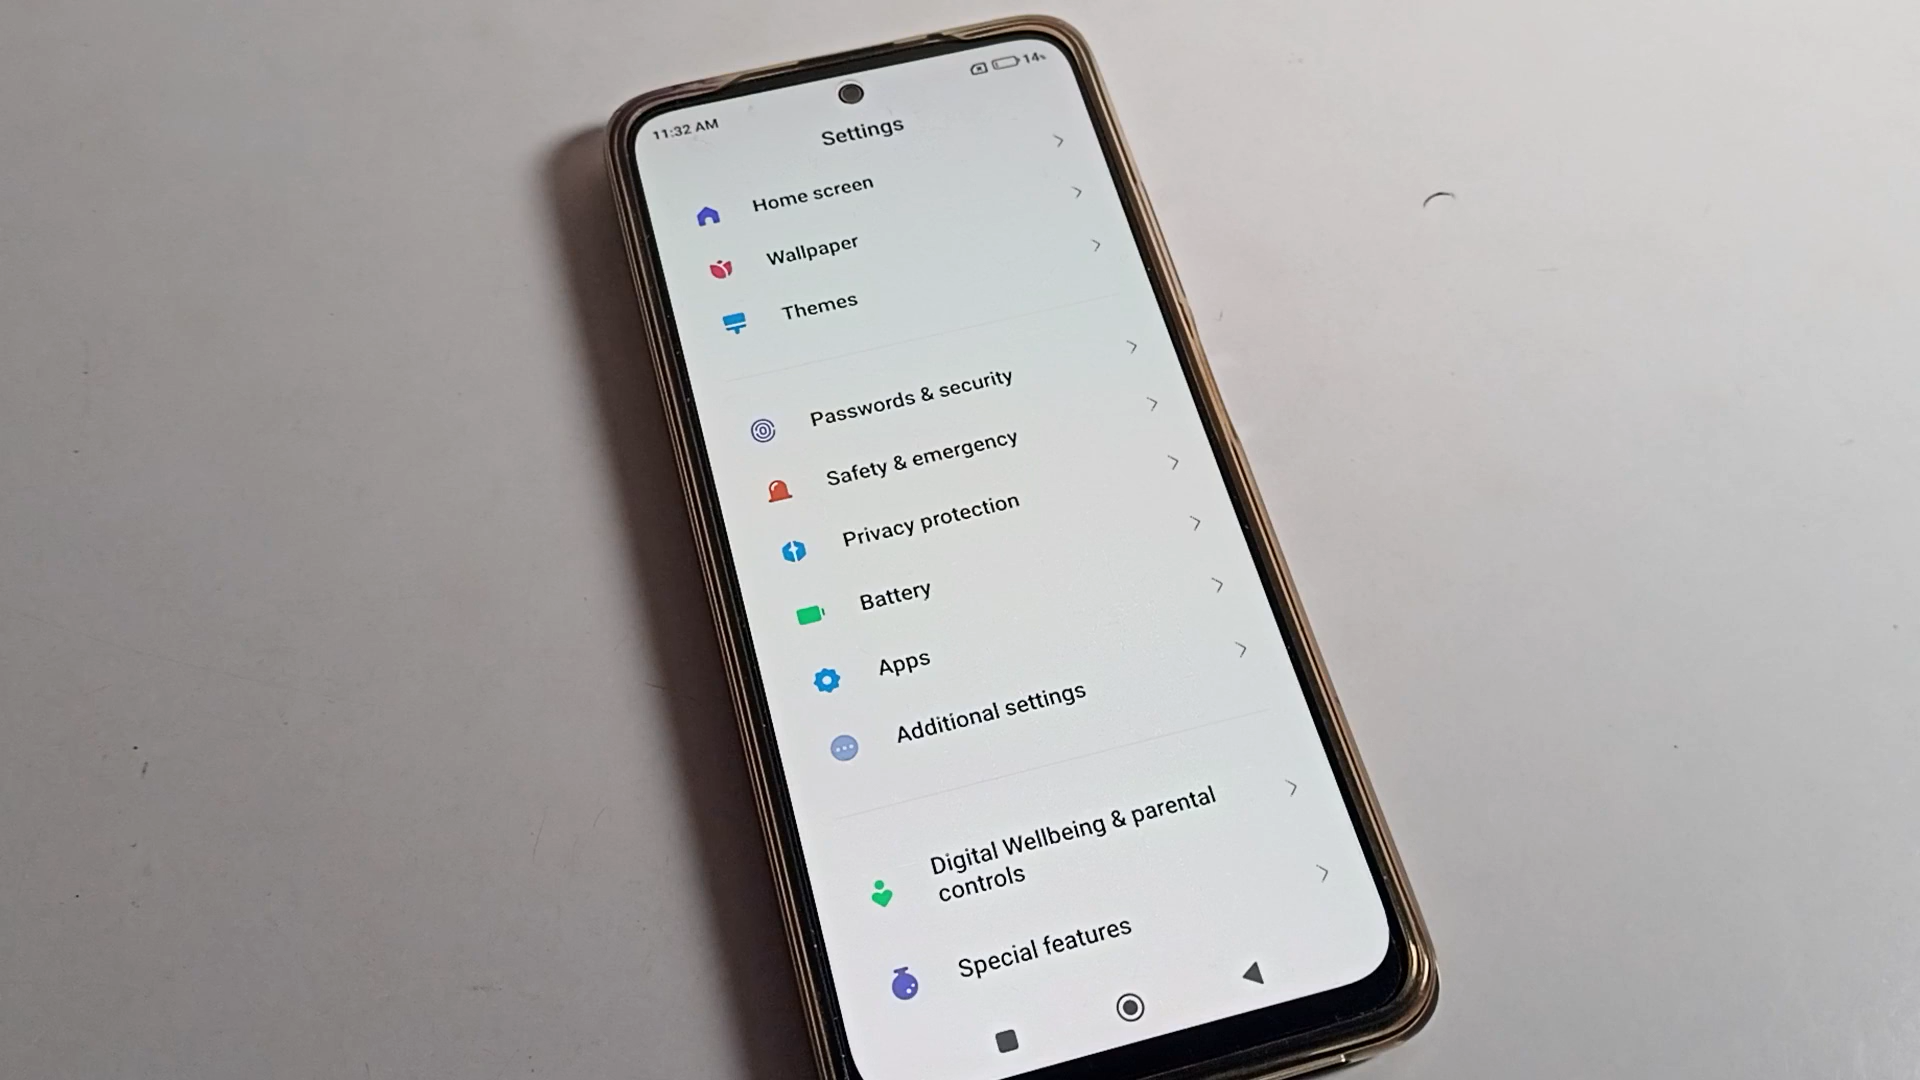 11:32 AM
14%
Settings
Home screen
Wallpaper
Themes
Passwords & security
Safety & emergency
Privacy protection
Battery
Apps
Additional settings
Digital Wellbeing & parental
controls
Special features